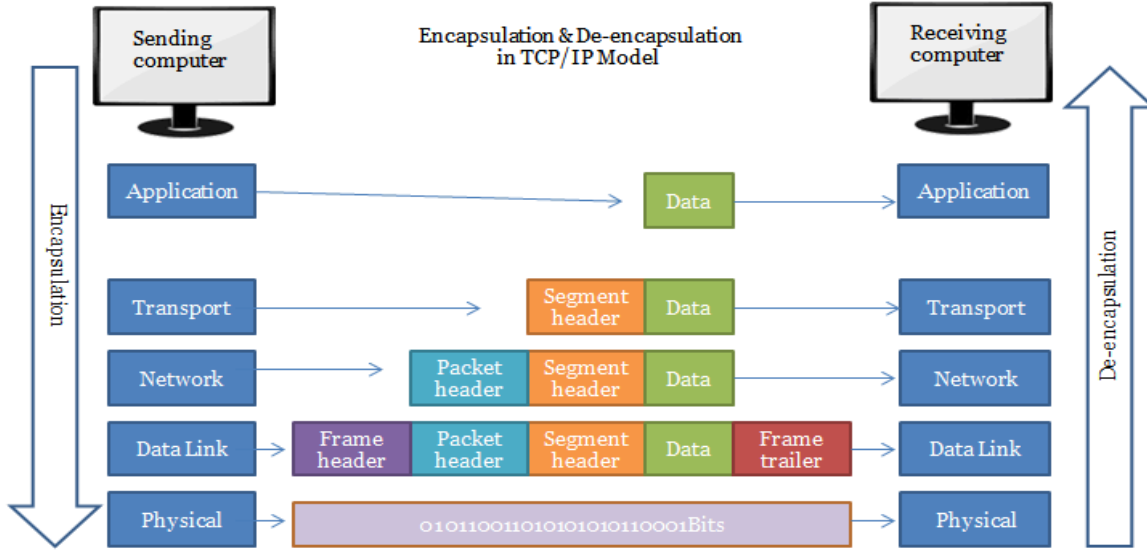 Sending
computer
Encapsulation & De-encapsulation
in TCP/IP Model
Receiving
computer
Encapsulation
De-encapsulation
Application
Data
Application
Transport
Segment
header
Data
Transport
Network
Packet
header
Segment
header
Data
Network
Data Link
Frame
header
Packet
header
Segment
header
Data
Frame
trailer
Data Link
Physical
010110011010101010110001Bits
Physical